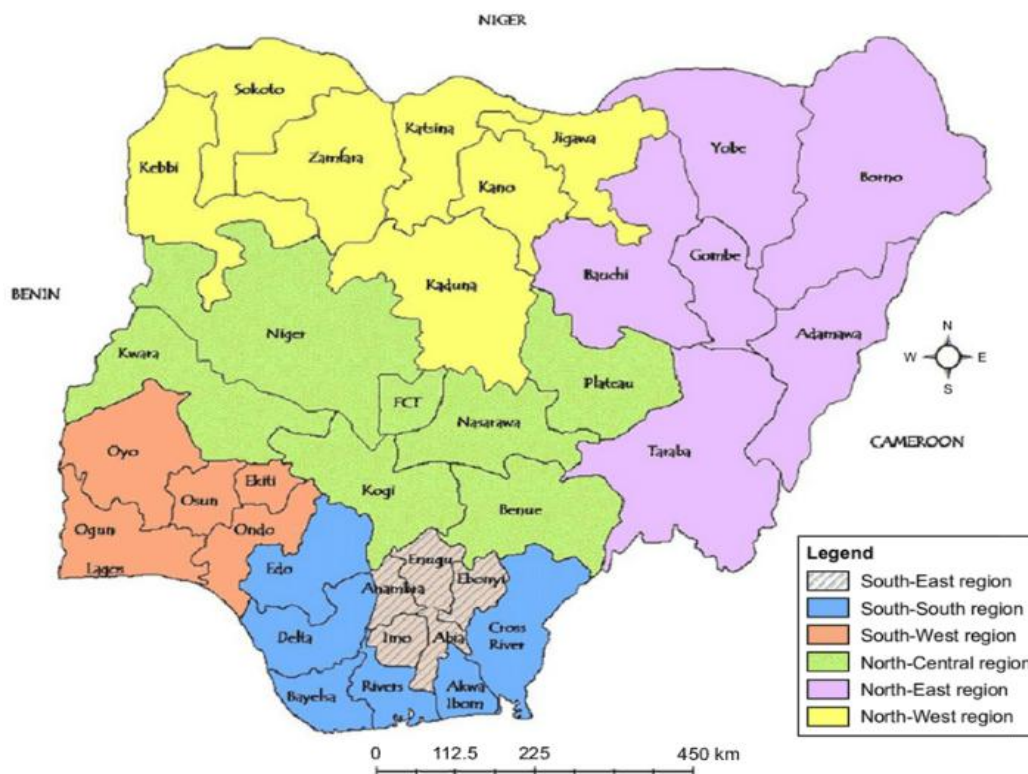 NIGER
Sokoto
Katsina
Jigawa
Yobe
Borno
Kebbi
Zamfara
Kano
Gombe
Bauchi
Kaduna
BENIN
Niger
Adamawa
Kwara
N
W
E
S
Plateau
FCT
Nasarawa
CAMEROON
Oyo
Taraba
Ekiti
Osun
Kogi
Benue
Ogun
Ondo
Lagos
Edo
Enugu
Ebonyi
Anambra
Delta
Imo
Abia
Cross
River
Bayelsa
Rivers
Akwa
Ibom
Legend
South-East region
South-South region
South-West region
North-Central region
North-East region
North-West region
0 112.5 225 450 km